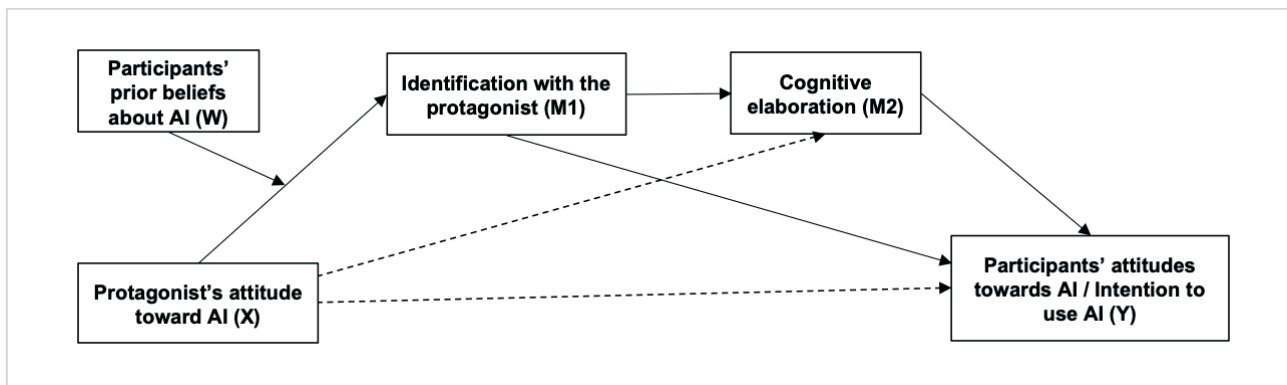 Participants’
prior beliefs
about AI (W)
Identification with the
protagonist (M1)
Cognitive
elaboration (M2)
Protagonist’s attitude
toward AI (X)
Participants’ attitudes
towards AI / Intention to
use AI (Y)